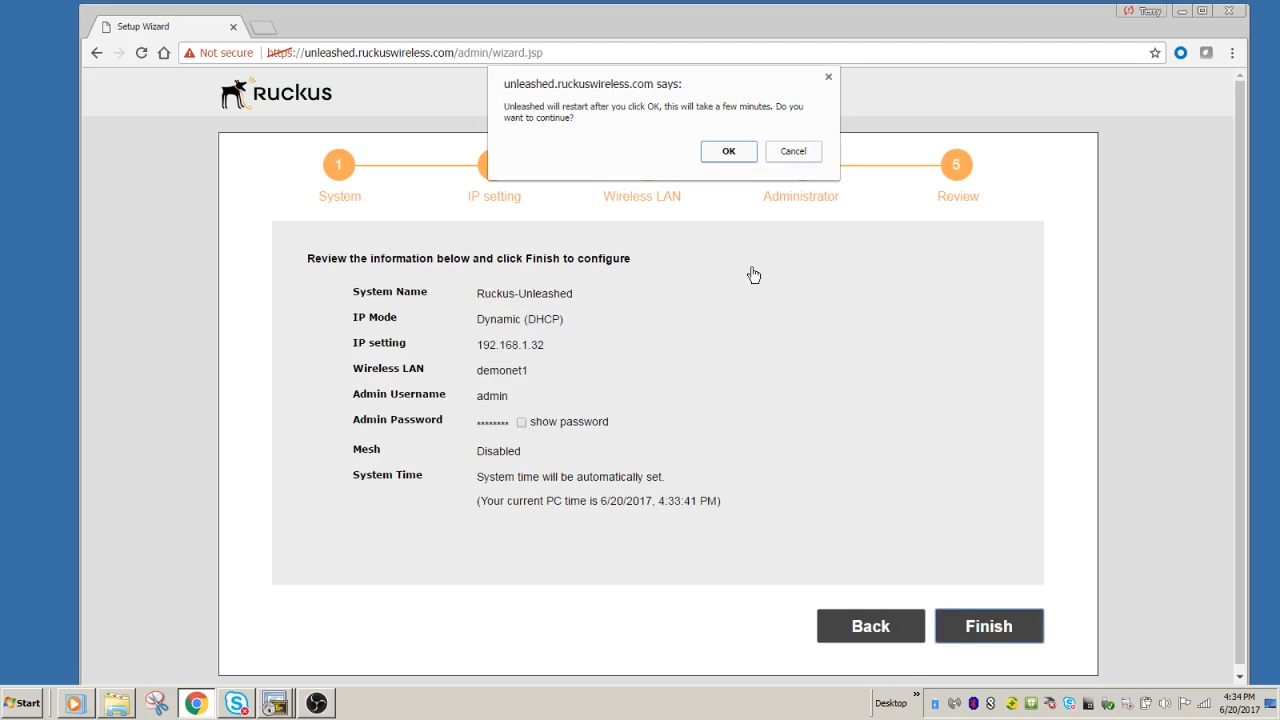 Setup Wizard
Terry
Not secure
https://unleashed.ruckuswireless.com/admin/wizard.jsp
RUCKUS
unleashed.ruckuswireless.com says:
Unleashed will restart after you click OK, this will take a few minutes. Do you
want to continue?
OK
Cancel
1
5
System
IP setting
Wireless LAN
Administrator
Review
Review the information below and click Finish to configure
System Name Ruckus-Unleashed
IP Mode Dynamic (DHCP)
IP setting 192.168.1.32
Wireless LAN demonet1
Admin Username admin
Admin Password ******** show password
Mesh Disabled
System Time System time will be automatically set.
(Your current PC time is 6/20/2017, 4:33:41 PM)
Back
Finish
Start
Desktop
4:34 PM
6/20/2017